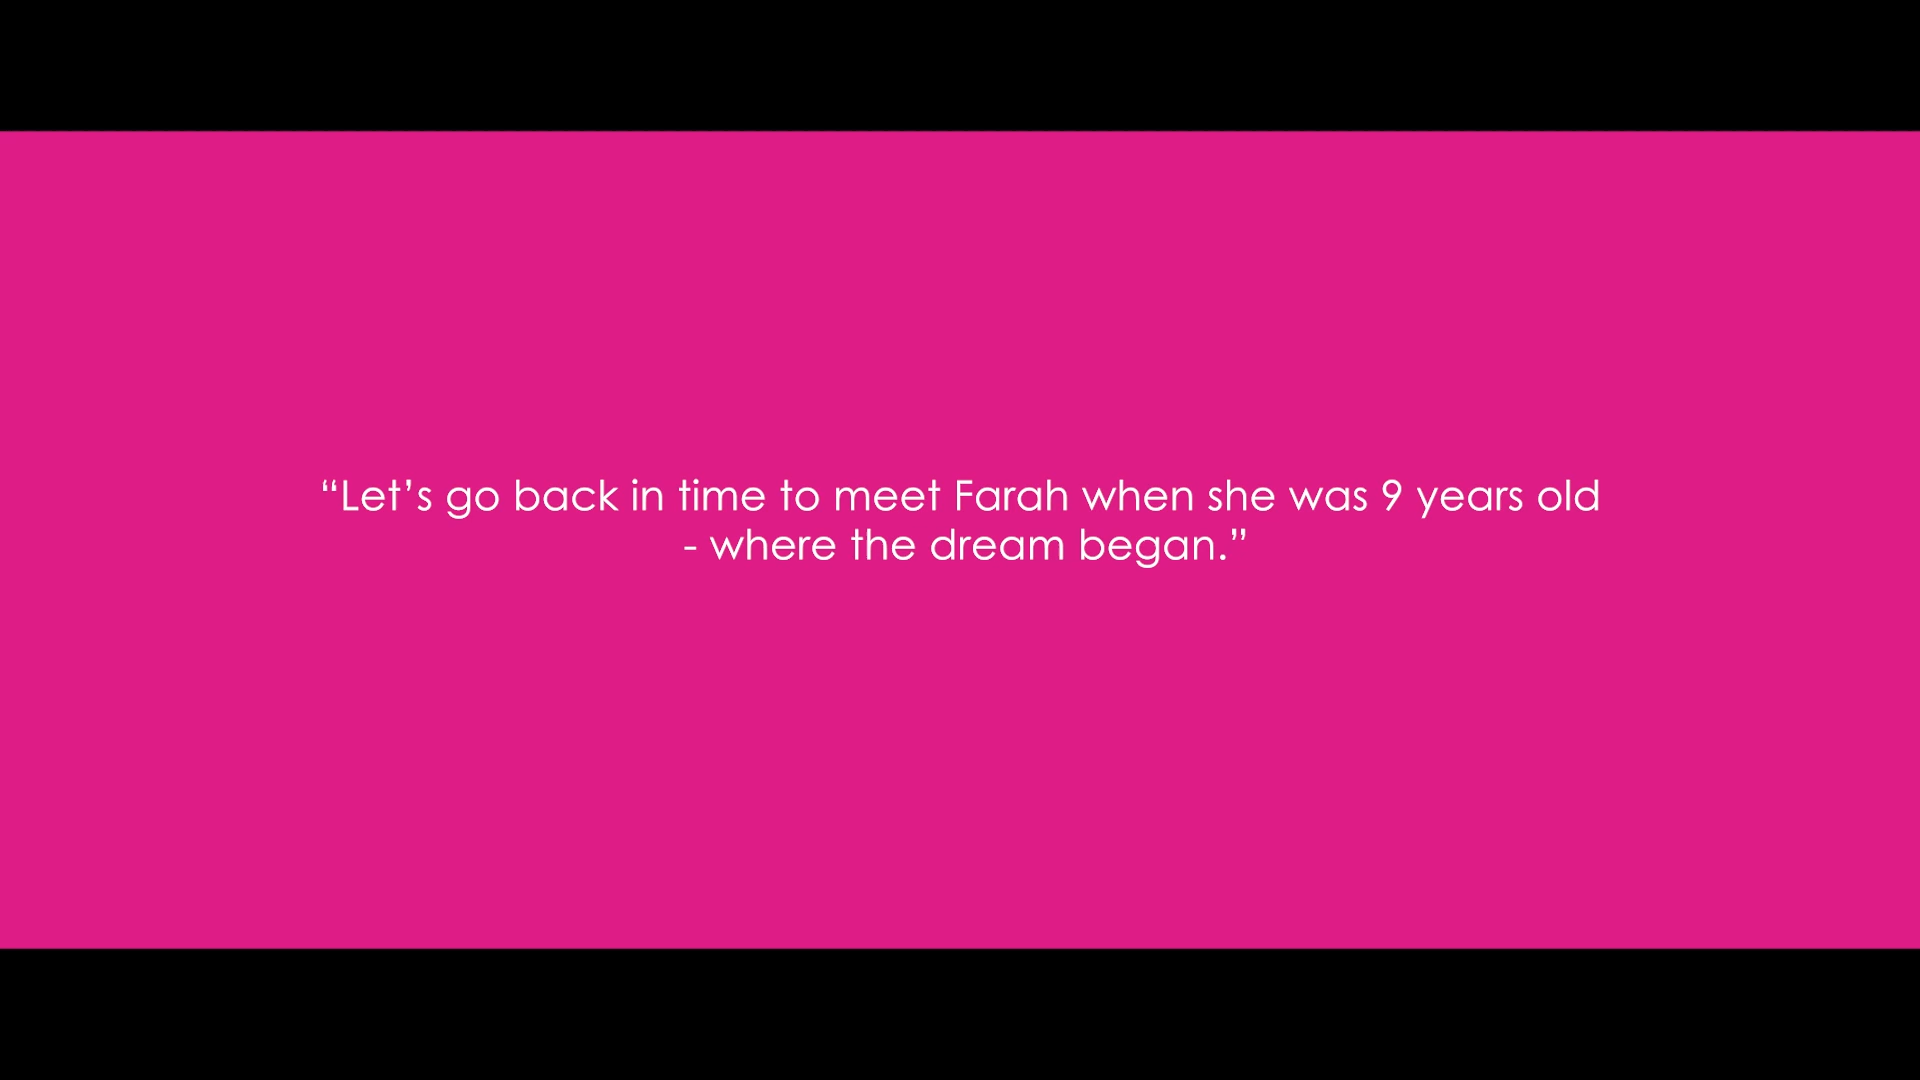 “Let’s go back in time to meet Farah when she was 9 years old
- where the dream began.”